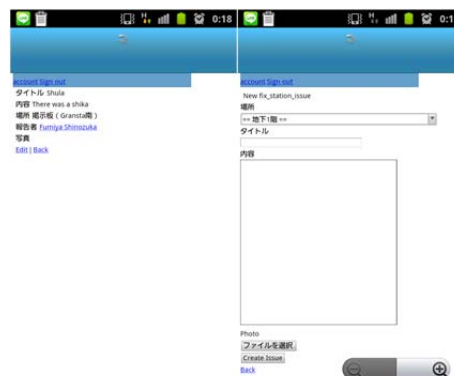 0:18
account Sign out
タイトル Shula
内容 There was a shika
場所 掲示板 ( Gransta南 )
報告者 Fumiya Shinozuka
写真
Edit | Back
account Sign out
New fix_station_issue
場所
== 地下1階 ==
タイトル
内容
Photo
ファイルを選択
Create Issue
Back